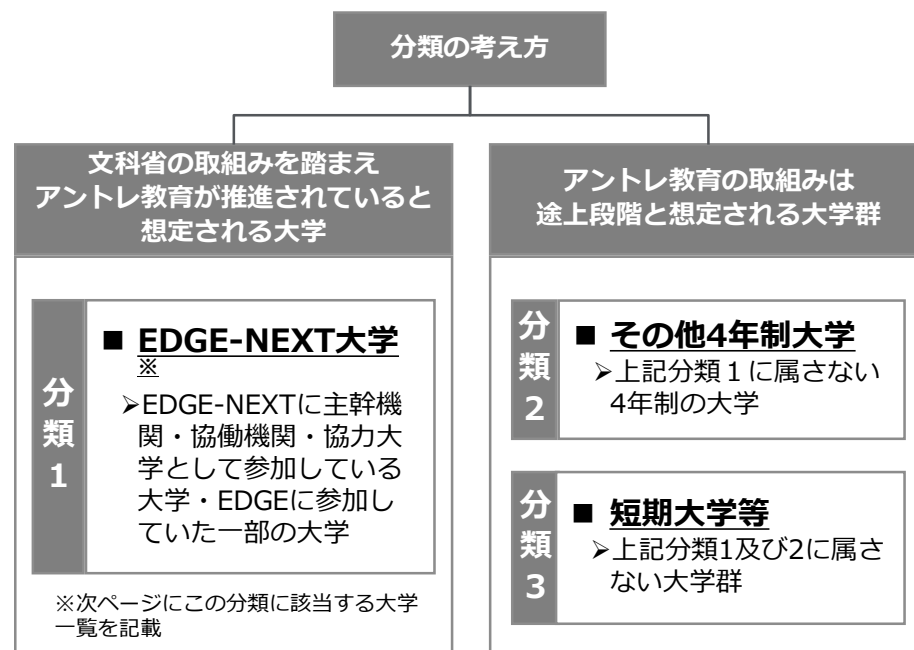 分類の考え方
文科省の取組みを踏まえ
アントレ教育が推進されていると
想定される大学
分類1
■ EDGE-NEXT大学
※
➢EDGE-NEXTに主幹機
関・協働機関・協力大
学として参加している
大学・EDGEに参加し
ていた一部の大学
※次ページにこの分類に該当する大学
一覧を記載
アントレ教育の取組みは
途上段階と想定される大学群
分類2
■ その他4年制大学
➢上記分類１に属さない
4年制の大学
分類3
■ 短期大学等
➢上記分類1及び2に属さ
ない大学群